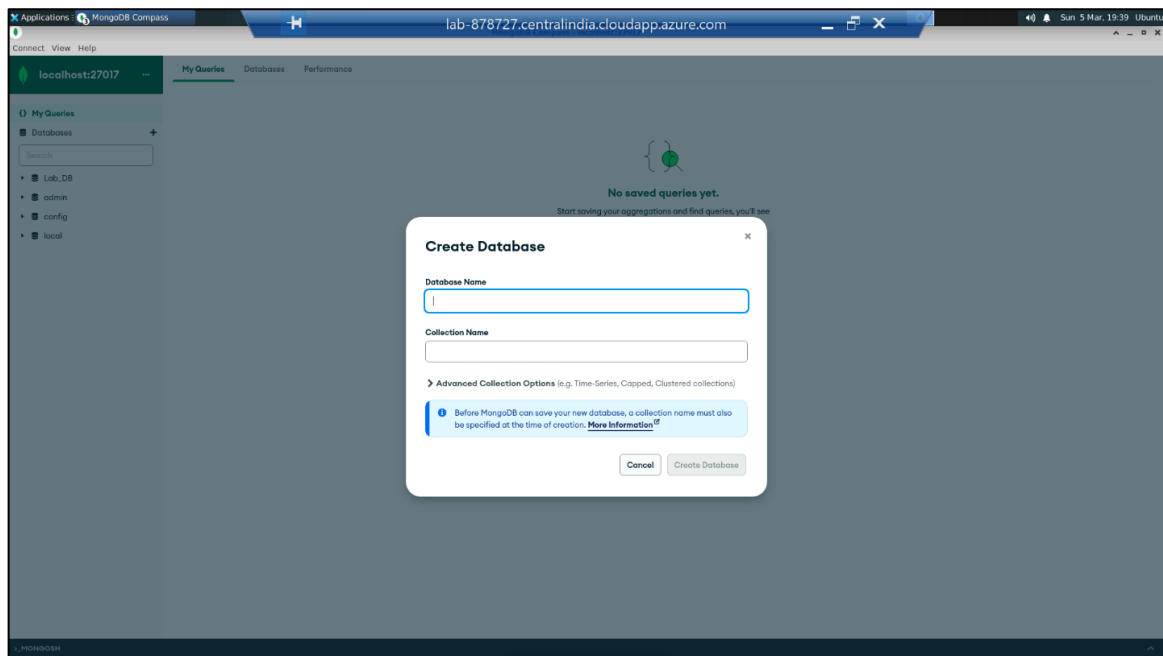 Applications : MongoDB Compass
lab-878727.centralindia.cloudapp.azure.com
Sun 5 Mar, 19:39 Ubuntu
Connect View Help
localhost:27017 ...
My Queries Databases Performance
{} My Queries
Databases +
Search
Lab_DB
admin
config
local
No saved queries yet.
Start saving your aggregations and find queries, you'll see
Create Database
Database Name
Collection Name
Advanced Collection Options (e.g. Time-Series, Capped, Clustered collections)
Before MongoDB can save your new database, a collection name must also
be specified at the time of creation. More Information
Cancel Create Database
>_MONGOSH